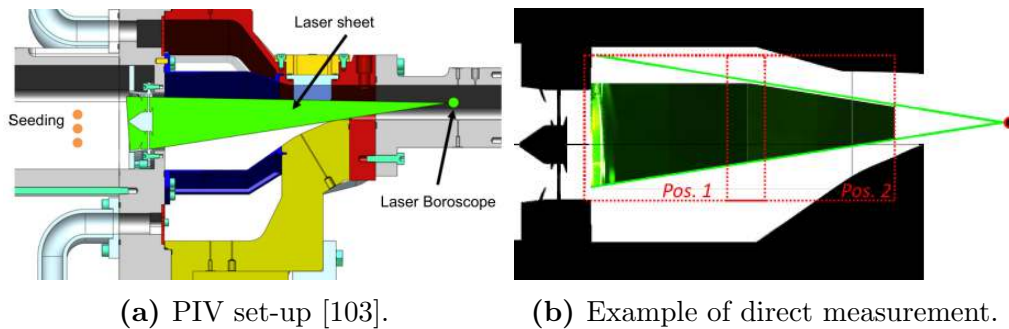 Laser sheet
Seeding
Laser Boroscope
Pos. 1
Pos. 2
(a) PIV set-up [103].
(b) Example of direct measurement.